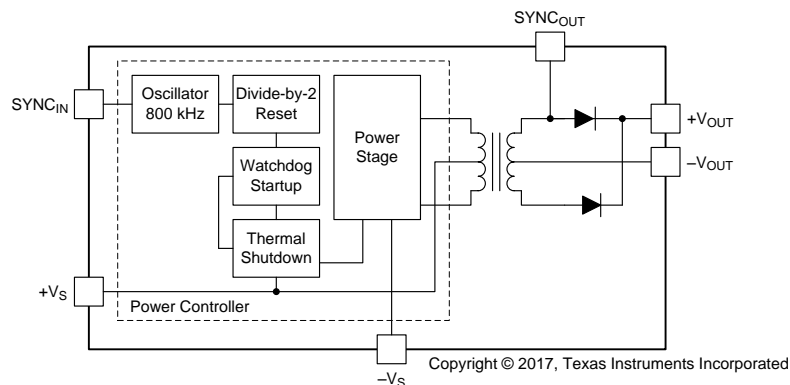 SYNCOUT
SYNCIN
Oscillator
800 kHz
Divide-by-2
Reset
Power
Stage
Watchdog
Startup
Thermal
Shutdown
+VOUT
–VOUT
+VS
Power Controller
–VS
Copyright © 2017, Texas Instruments Incorporated